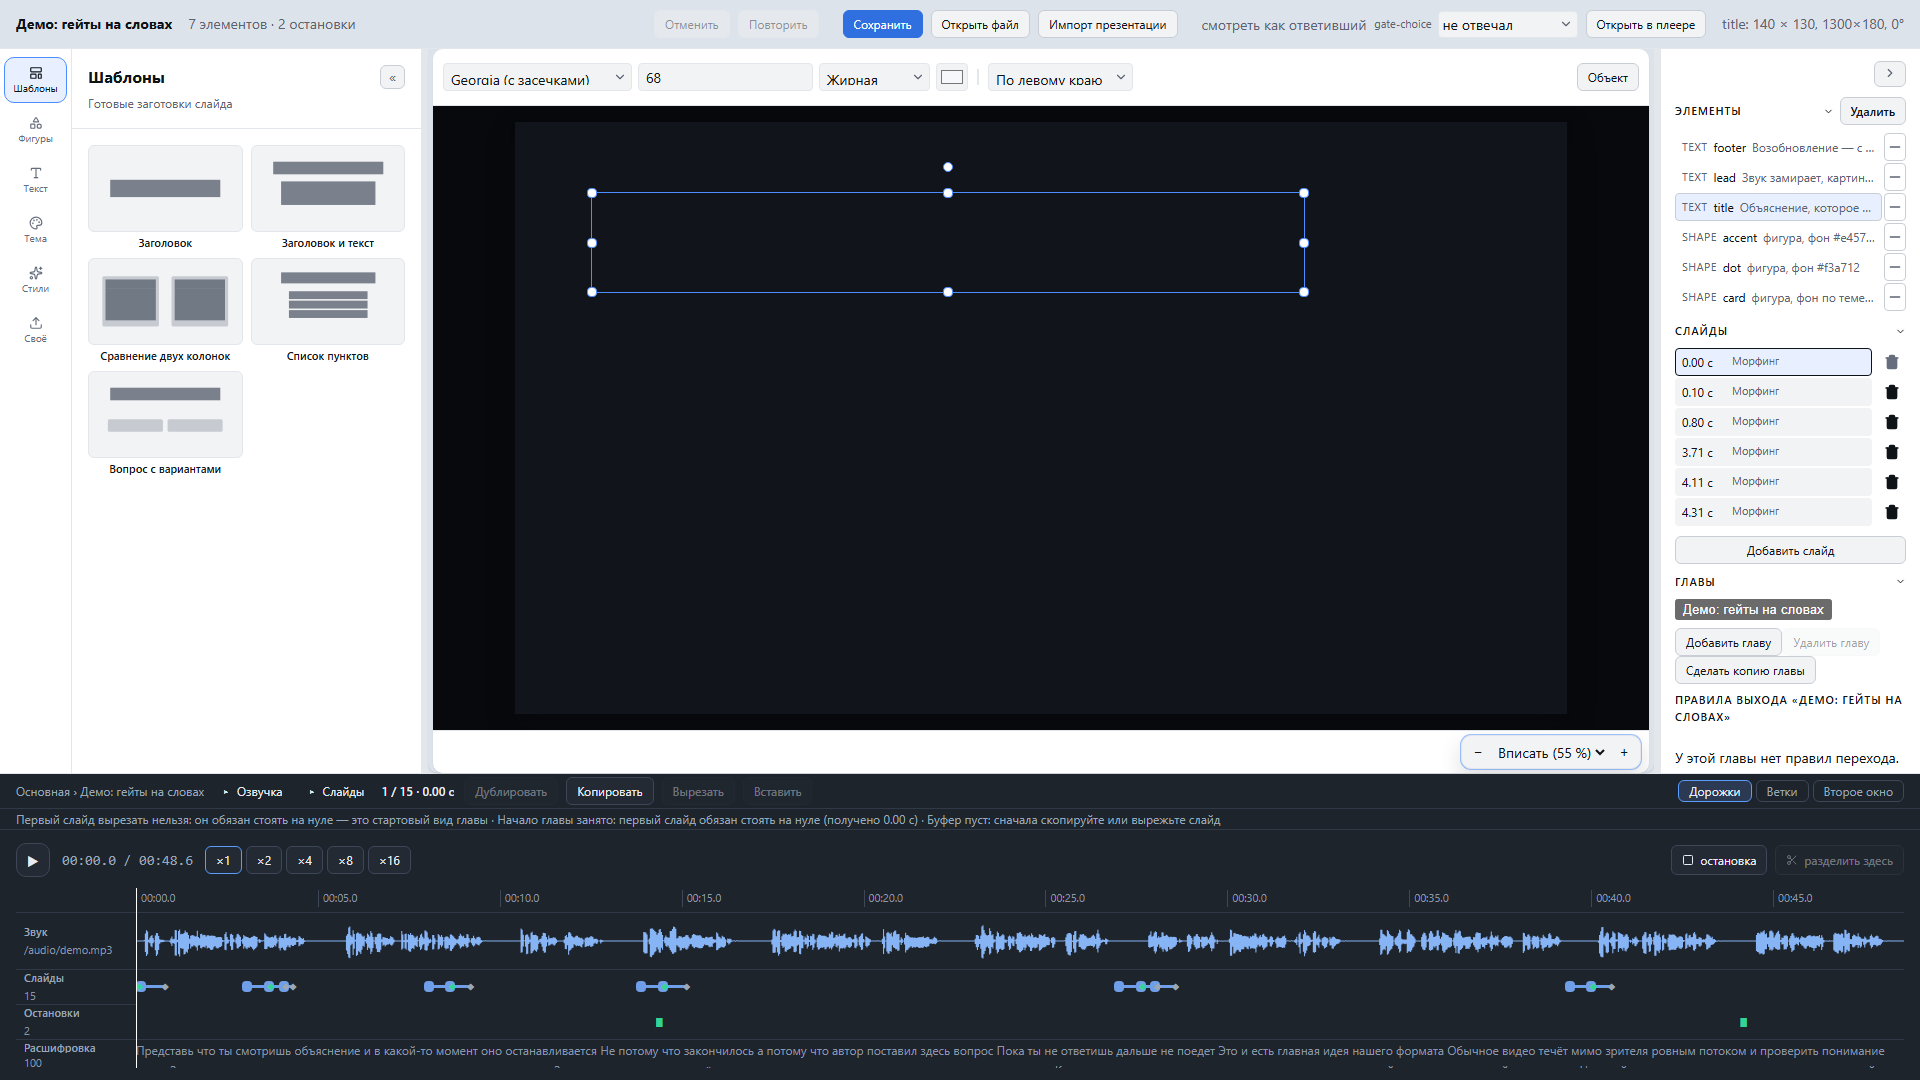 Демо: гейты на словах 7 элементов · 2 остановки Отменить Повторить Сохранить Открыть файл Импорт презентации смотреть как ответивший gate-choice не отвечал Открыть в плеере title: 140 × 130, 1300×180, 0°
Шаблоны
Фигуры
Текст
Тема
Стили
Своё
Шаблоны «
Готовые заготовки слайда
Заголовок Заголовок и текст
Сравнение двух колонок Список пунктов
Вопрос с вариантами
Georgia (с засечками) 68 Жирная По левому краю Объект
− Вписать (55 %) +
ЭЛЕМЕНТЫ Удалить
TEXT footer Возобновление — с ...
TEXT lead Звук замирает, картин...
TEXT title Объяснение, которое ...
SHAPE accent фигура, фон #e457...
SHAPE dot фигура, фон #f3a712
SHAPE card фигура, фон по теме...
СЛАЙДЫ
0.00 с Морфинг
0.10 с Морфинг
0.80 с Морфинг
3.71 с Морфинг
4.11 с Морфинг
4.31 с Морфинг
Добавить слайд
ГЛАВЫ
Демо: гейты на словах
Добавить главу Удалить главу
Сделать копию главы
ПРАВИЛА ВЫХОДА «ДЕМО: ГЕЙТЫ НА
СЛОВАХ»
У этой главы нет правил перехода.
Основная › Демо: гейты на словах ▸ Озвучка ▸ Слайды 1 / 15 · 0.00 с Дублировать Копировать Вырезать Вставить Дорожки Ветки Второе окно
Первый слайд вырезать нельзя: он обязан стоять на нуле — это стартовый вид главы · Начало главы занято: первый слайд обязан стоять на нуле (получено 0.00 с) · Буфер пуст: сначала скопируйте или вырежьте слайд
00:00.0 / 00:48.6 ×1 ×2 ×4 ×8 ×16 остановка разделить здесь
00:00.0 00:05.0 00:10.0 00:15.0 00:20.0 00:25.0 00:30.0 00:35.0 00:40.0 00:45.0
Звук
/audio/demo.mp3
Слайды
15
Остановки
2
Расшифровка
100
Представь что ты смотришь объяснение и в какой-то момент оно останавливается Не потому что закончилось а потому что автор поставил здесь вопрос Пока ты не ответишь дальше не поедет Это и есть главная идея нашего формата Обычное видео течёт мимо зрителя ровным потоком и проверить понимание